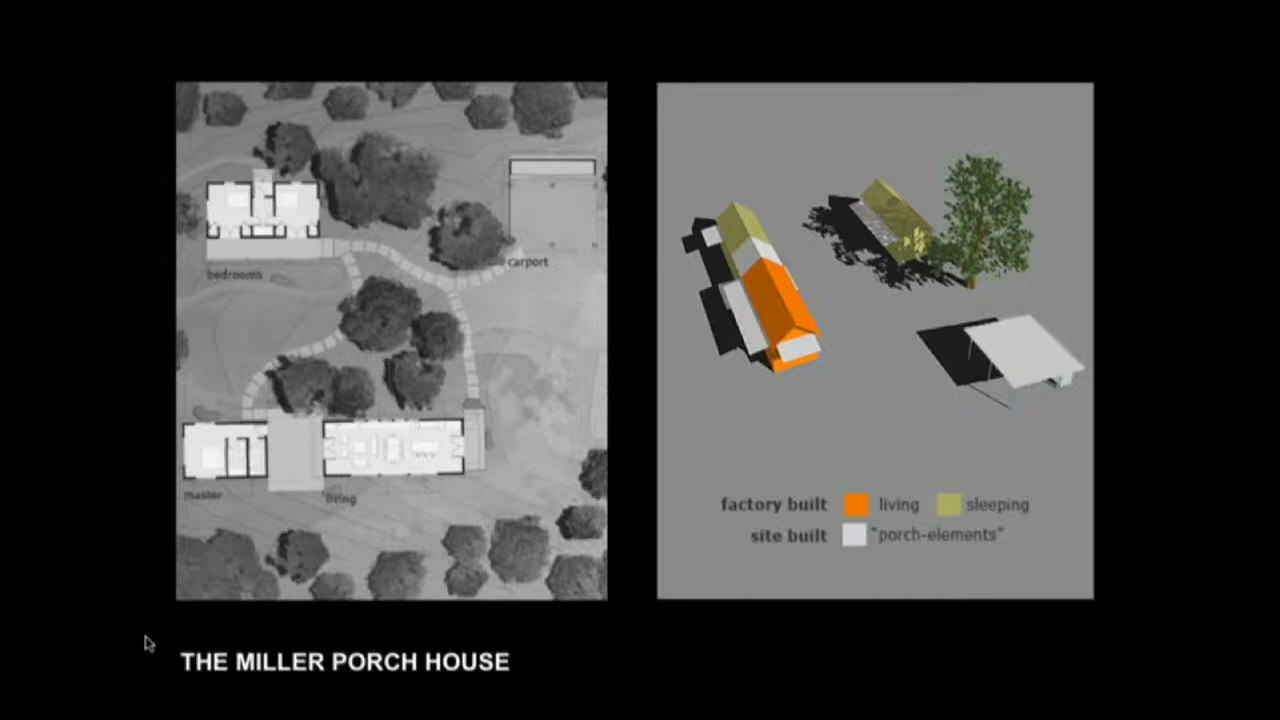 bedrooms
carport
master
living
factory built living sleeping
site built "porch-elements"
THE MILLER PORCH HOUSE